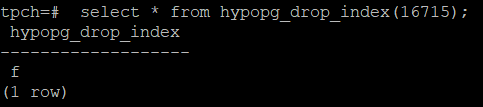 tpch=#  select * from hypopg_drop_index(16715);
 hypopg_drop_index
-------------------
 f
(1 row)